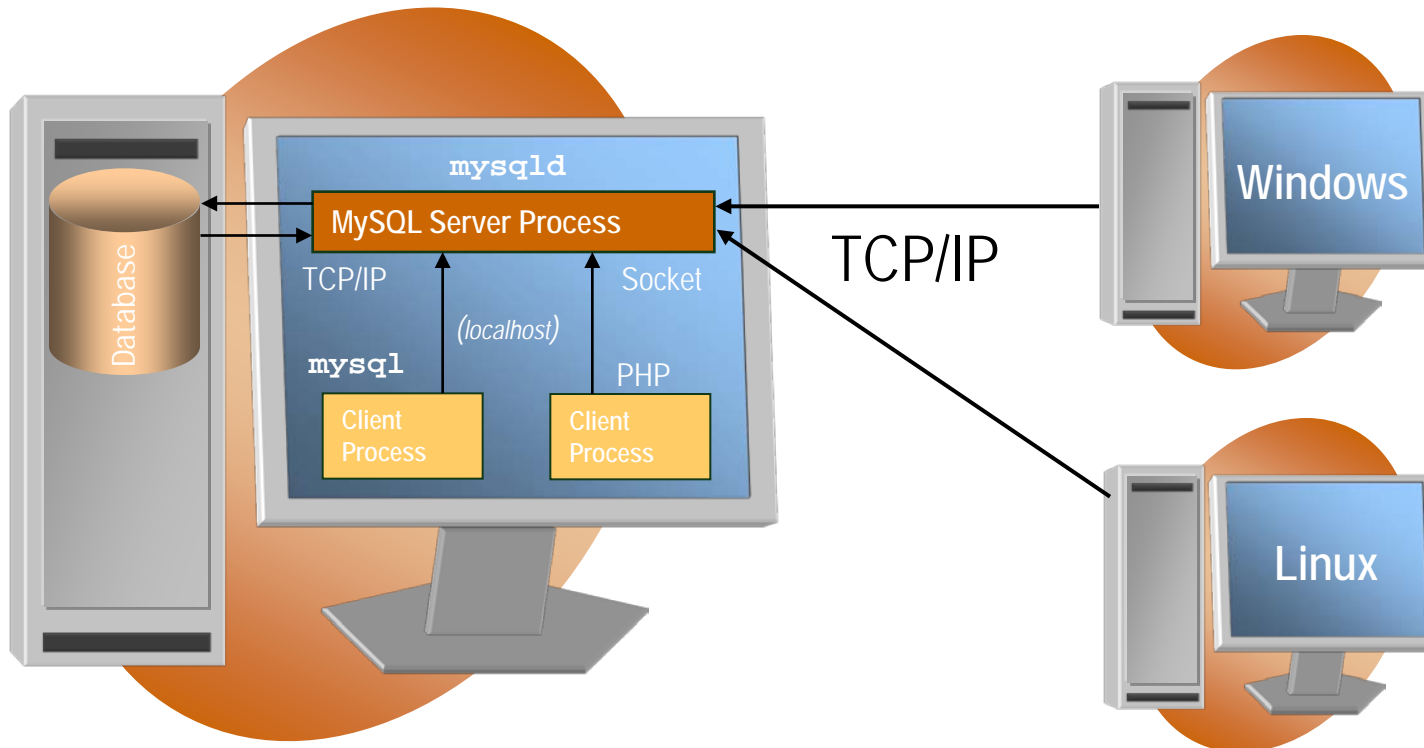 mysqld
MySQL Server Process
Windows
TCP/IP
TCP/IP
Socket
Database
(localhost)
mysql
PHP
Client
Process
Client
Process
Linux